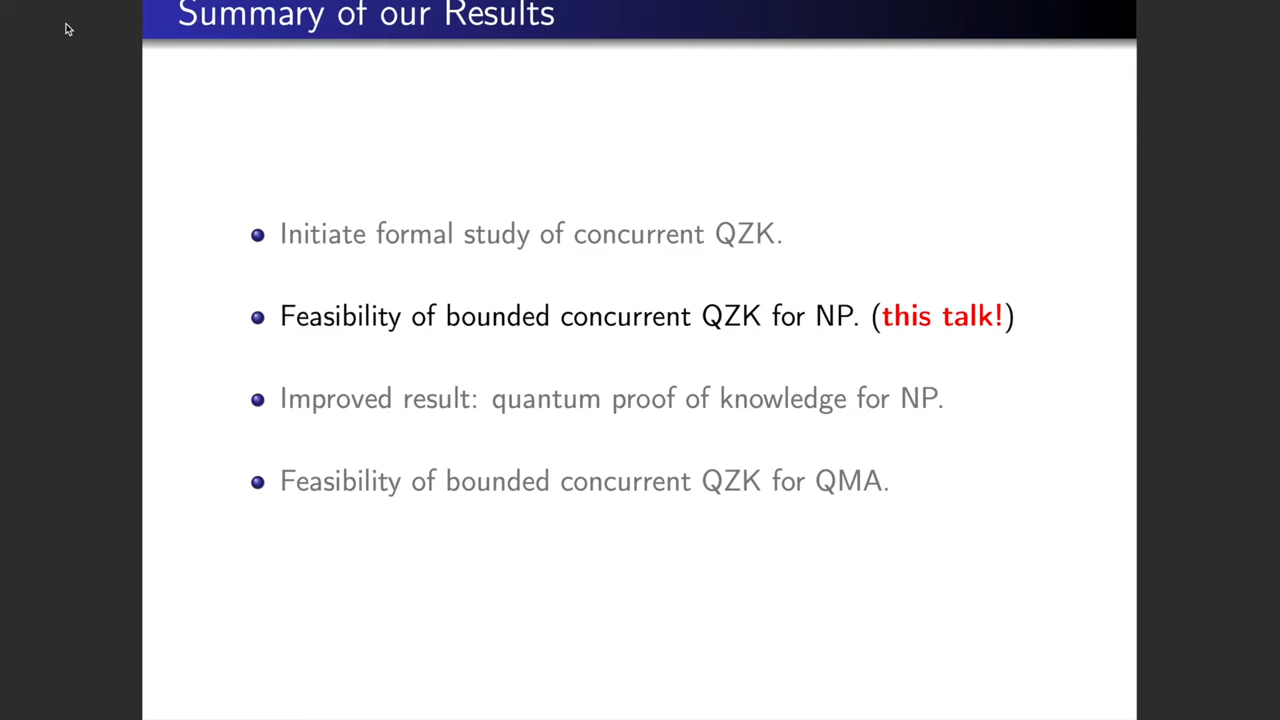 Summary of our Results
Initiate formal study of concurrent QZK.
Feasibility of bounded concurrent QZK for NP. (this talk!)
Improved result: quantum proof of knowledge for NP.
Feasibility of bounded concurrent QZK for QMA.